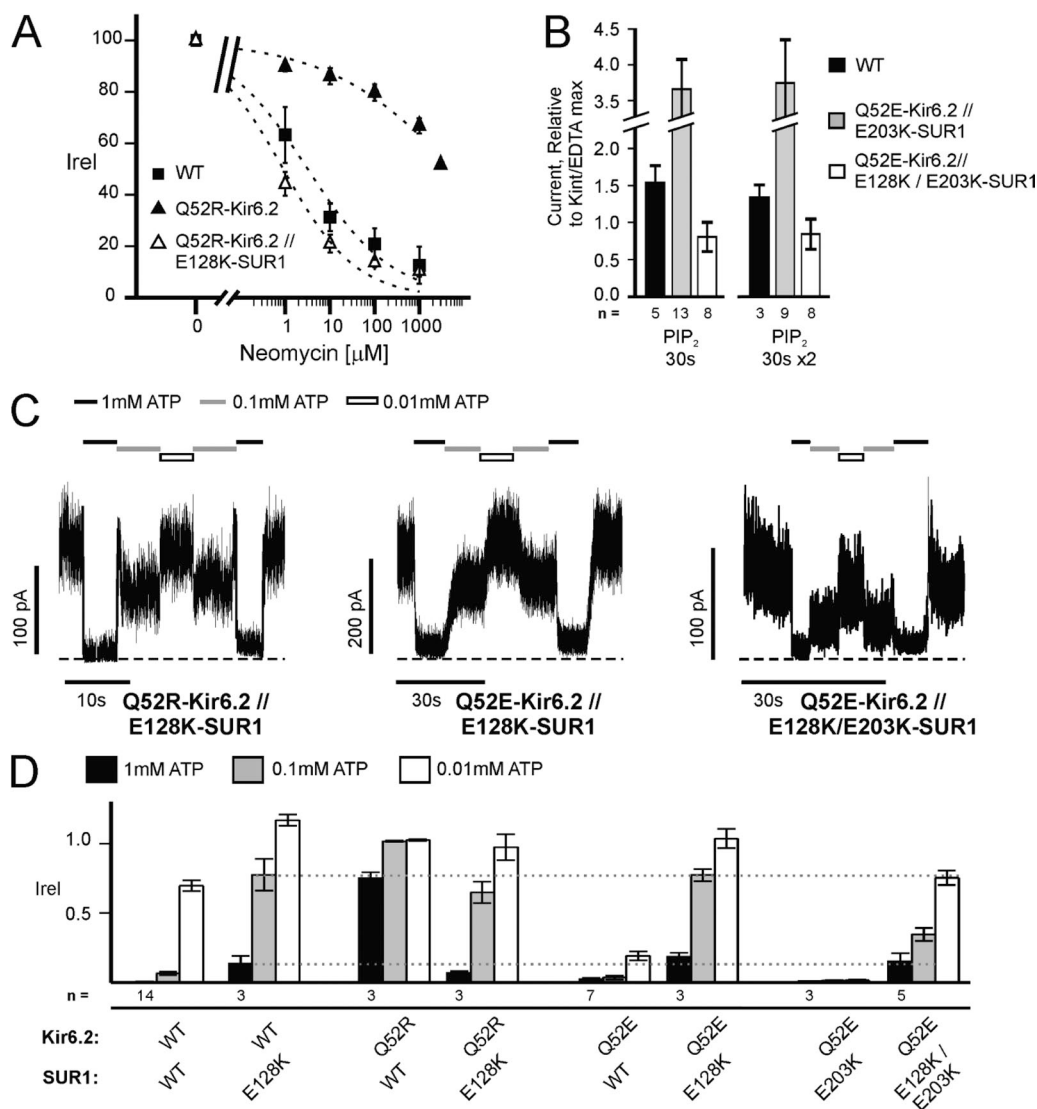 A
100
80
60
40
20
0
Irel
WT
Q52R-Kir6.2
Q52R-Kir6.2 //
E128K-SUR1
0
1
10
100
1000
Neomycin [µM]
B
Current, Relative
to Kint/EDTA max
4.5
3.5
1.5
1.0
0.5
0.0
n = 5 13 8 3 9 8
PIP2 PIP2
30s 30s x2
WT
Q52E-Kir6.2 //
E203K-SUR1
Q52E-Kir6.2//
E128K / E203K-SUR1
C
1mM ATP 0.1mM ATP 0.01mM ATP
100 pA
10s
Q52R-Kir6.2 //
E128K-SUR1
200 pA
30s
Q52E-Kir6.2 //
E128K-SUR1
100 pA
30s
Q52E-Kir6.2 //
E128K/E203K-SUR1
D
1mM ATP 0.1mM ATP 0.01mM ATP
Irel
1.0
0.5
n = 14 3 3 3 7 3 3 5
Kir6.2: WT WT Q52R Q52R Q52E Q52E Q52E Q52E
SUR1: WT E128K WT E128K WT E128K E203K E128K /
E203K